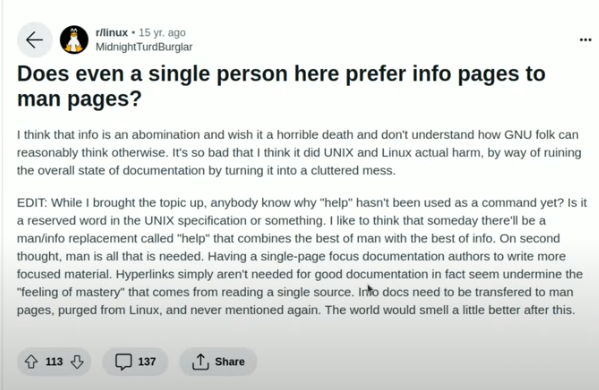 r/linux • 15 yr. ago
MidnightTurdBurglar
Does even a single person here prefer info pages to
man pages?
I think that info is an abomination and wish it a horrible death and don't understand how GNU folk can
reasonably think otherwise. It's so bad that I think it did UNIX and Linux actual harm, by way of ruining
the overall state of documentation by turning it into a cluttered mess.
EDIT: While I brought the topic up, anybody know why "help" hasn't been used as a command yet? Is it
a reserved word in the UNIX specification or something. I like to think that someday there'll be a
man/info replacement called "help" that combines the best of man with the best of info. On second
thought, man is all that is needed. Having a single-page focus documentation authors to write more
focused material. Hyperlinks simply aren't needed for good documentation in fact seem undermine the
"feeling of mastery" that comes from reading a single source. Info docs need to be transfered to man
pages, purged from Linux, and never mentioned again. The world would smell a little better after this.
113 137 Share